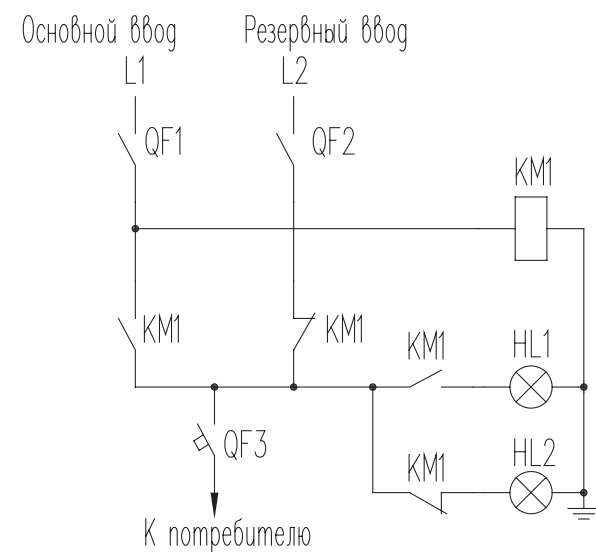 Основной ввод
Резервный ввод
L1
L2
QF1
QF2
KM1
KM1
KM1
KM1
HL1
QF3
KM1
HL2
К потребителю